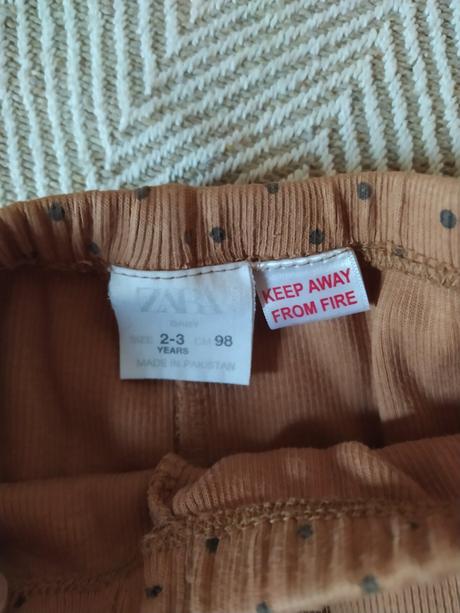 ZARA
BABY
SIZE 2-3 CM 98
YEARS
MADE IN PAKISTAN
KEEP AWAY
FROM FIRE